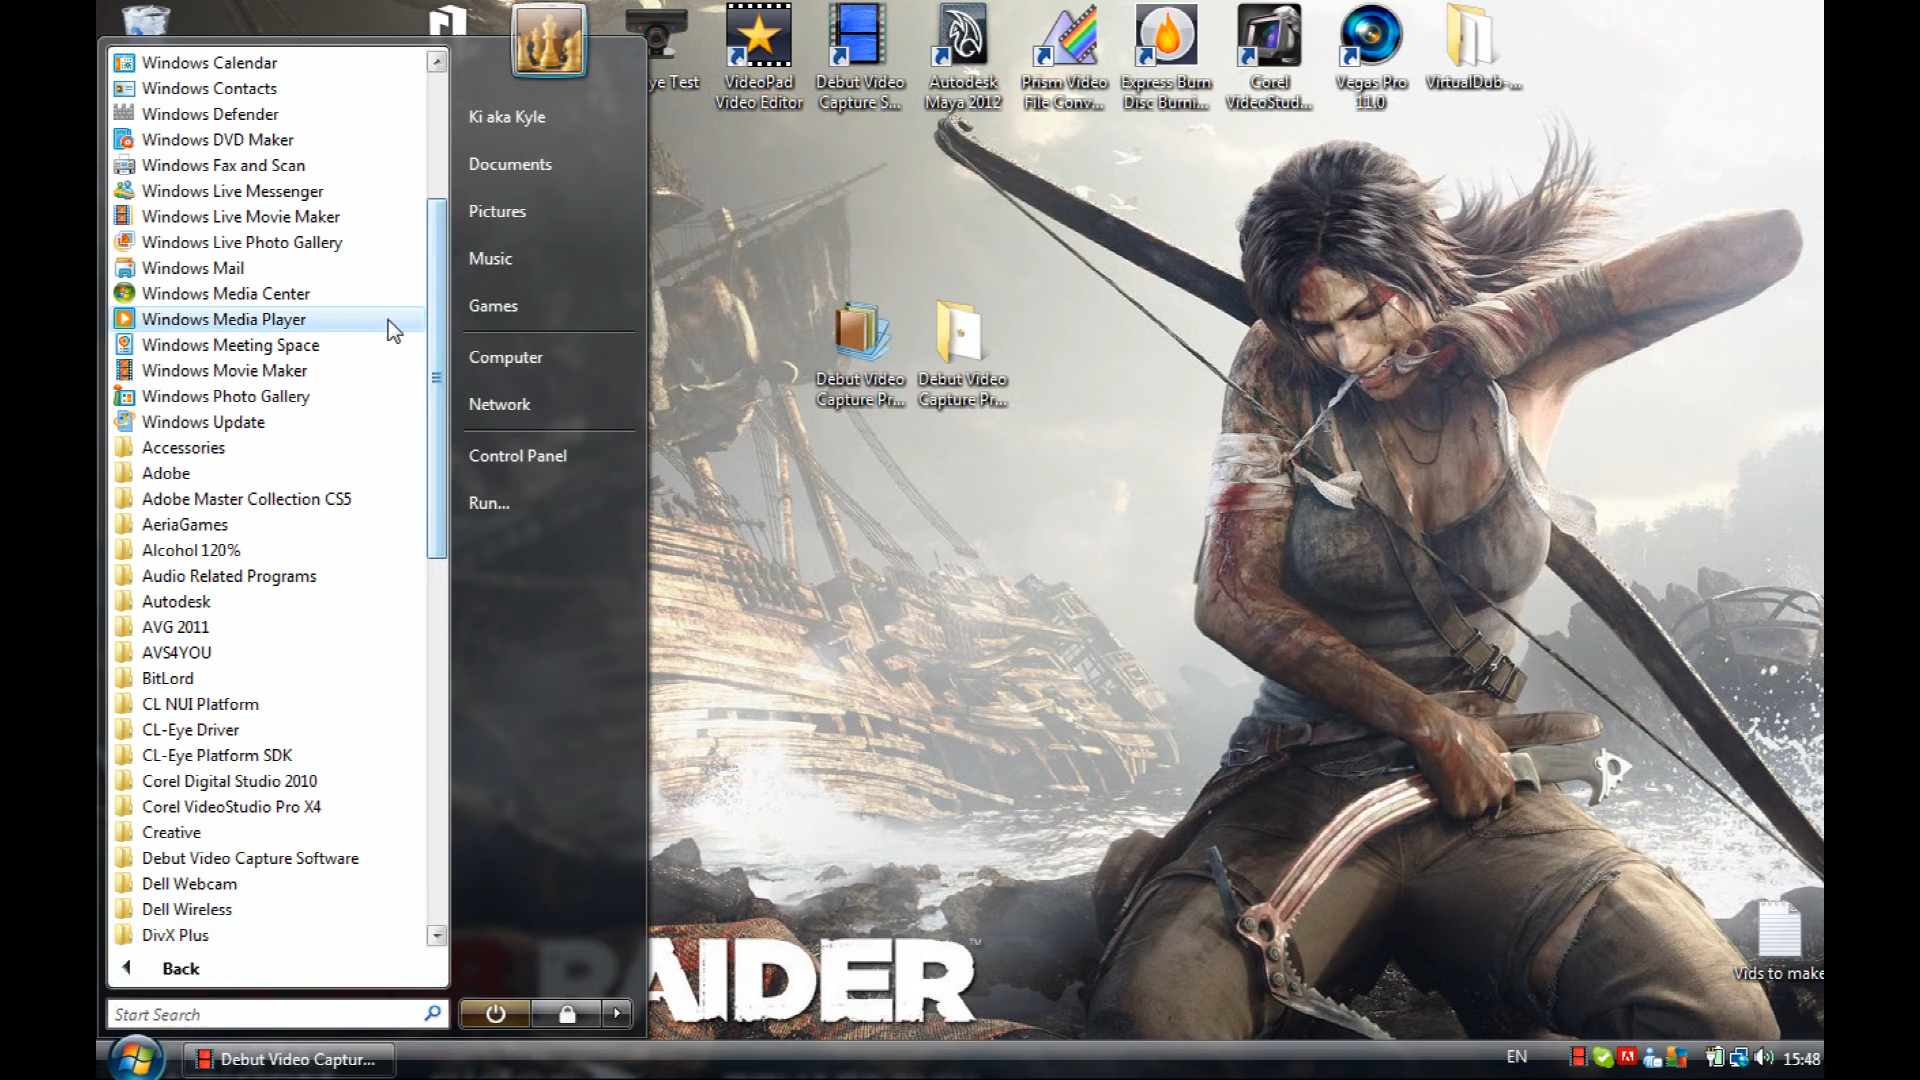 Windows Calendar
Windows Contacts
Windows Defender
Windows DVD Maker
Windows Fax and Scan
Windows Live Messenger
Windows Live Movie Maker
Windows Live Photo Gallery
Windows Mail
Windows Media Center
Windows Media Player
Windows Meeting Space
Windows Movie Maker
Windows Photo Gallery
Windows Update
Accessories
Adobe
Adobe Master Collection CS5
AeriaGames
Alcohol 120%
Audio Related Programs
Autodesk
AVG 2011
AVS4YOU
BitLord
CL NUI Platform
CL-Eye Driver
CL-Eye Platform SDK
Corel Digital Studio 2010
Corel VideoStudio Pro X4
Creative
Debut Video Capture Software
Dell Webcam
Dell Wireless
DivX Plus
Back
Start Search
Ki aka Kyle
Documents
Pictures
Music
Games
Computer
Network
Control Panel
Run...
ye Test
VideoPad
Video Editor
Debut Video
Capture S...
Autodesk
Maya 2012
Prism Video
File Conv...
Express Burn
Disc Burni...
Corel
VideoStud...
Vegas Pro
11.0
VirtualDub-...
Debut Video
Capture Pr...
Debut Video
Capture Pr...
Vids to make
RAIDER™
Debut Video Captur...
EN
15:48